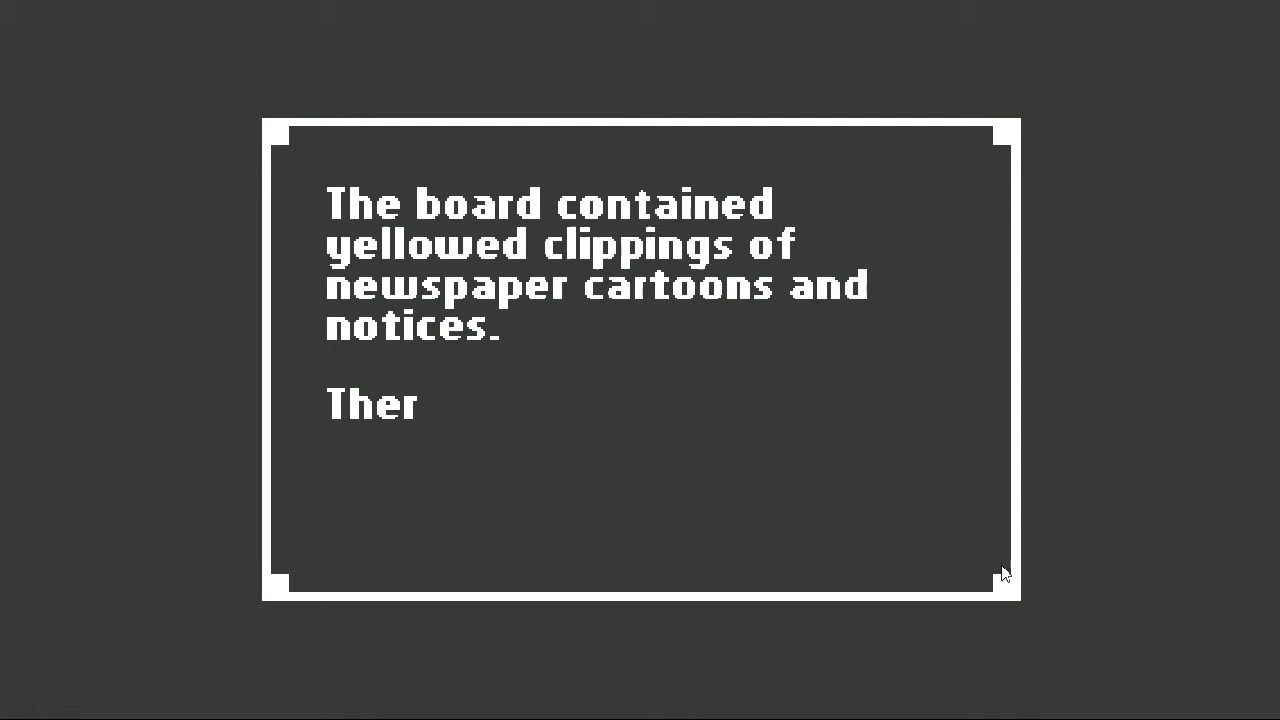 The board contained
yellowed clippings of
newspaper cartoons and
notices.
Ther